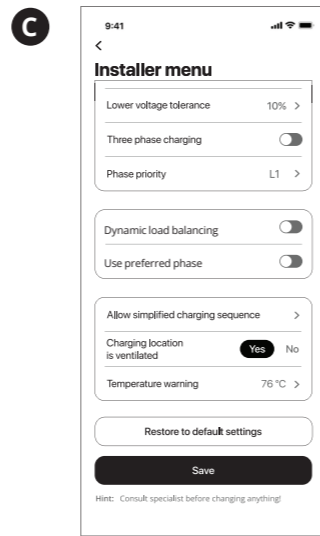 C
9:41
Installer menu
Lower voltage tolerance 10% >
Three phase charging
Phase priority L1 >
Dynamic load balancing
Use preferred phase
Allow simplified charging sequence >
Charging location
is ventilated Yes No
Temperature warning 76 °C >
Restore to default settings
Save
Hint: Consult specialist before changing anything!